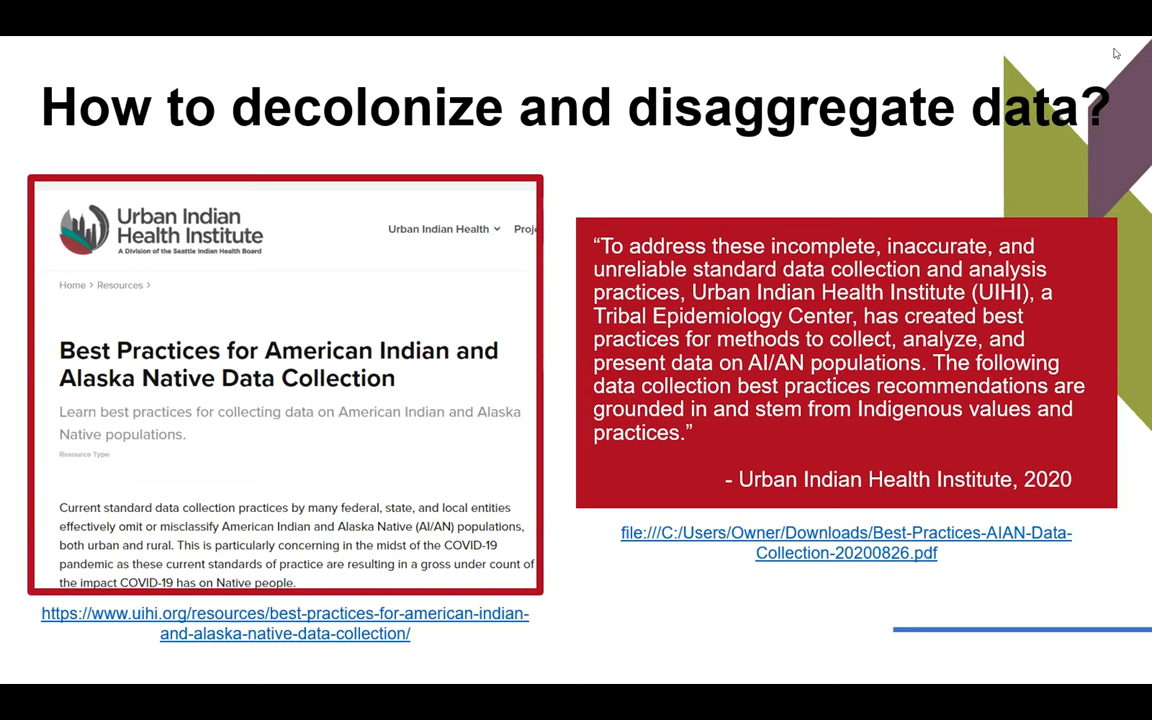 How to decolonize and disaggregate data?
Urban Indian
Health Institute
A Division of the Seattle Indian Health Board
Urban Indian Health
Proje
Home > Resources >
Best Practices for American Indian and
Alaska Native Data Collection
Learn best practices for collecting data on American Indian and Alaska
Native populations.
Resource Type
Current standard data collection practices by many federal, state, and local entities
effectively omit or misclassify American Indian and Alaska Native (AI/AN) populations,
both urban and rural. This is particularly concerning in the midst of the COVID-19
pandemic as these current standards of practice are resulting in a gross under count of
the impact COVID-19 has on Native people.
https://www.uihi.org/resources/best-practices-for-american-indian-
and-alaska-native-data-collection/
“To address these incomplete, inaccurate, and
unreliable standard data collection and analysis
practices, Urban Indian Health Institute (UIHI), a
Tribal Epidemiology Center, has created best
practices for methods to collect, analyze, and
present data on AI/AN populations. The following
data collection best practices recommendations are
grounded in and stem from Indigenous values and
practices.”
- Urban Indian Health Institute, 2020
file:///C:/Users/Owner/Downloads/Best-Practices-AIAN-Data-
Collection-20200826.pdf